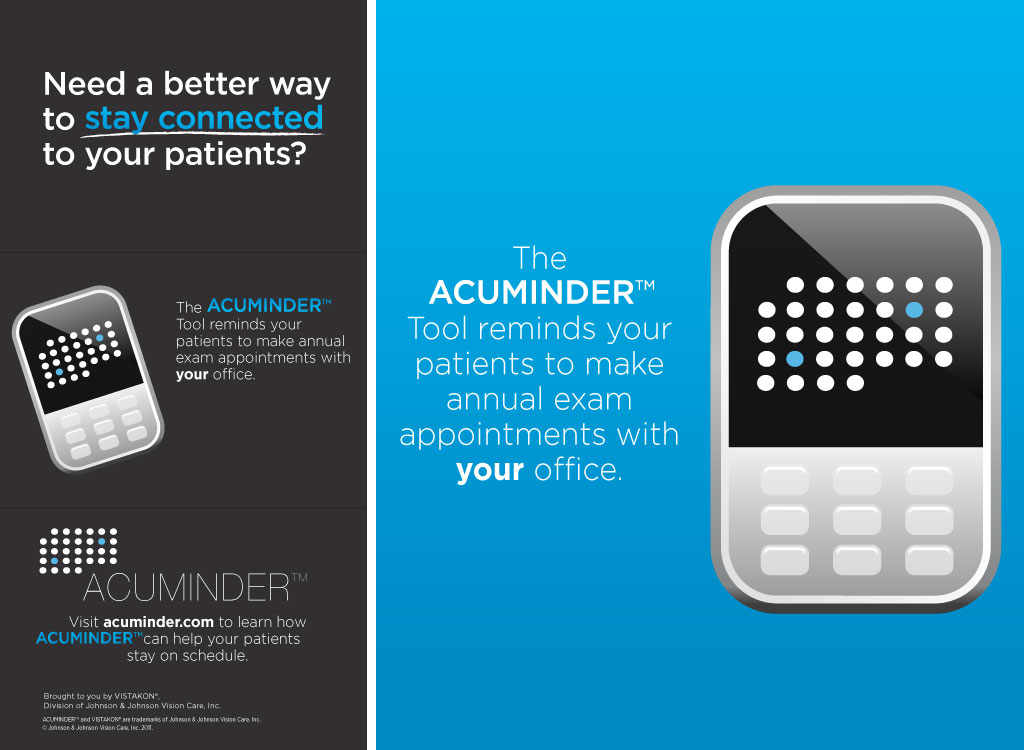 Need a better way
to stay connected
to your patients?
The ACUMINDER™
Tool reminds your
patients to make annual
exam appointments with
your office.
ACUMINDER™
Visit acuminder.com to learn how
ACUMINDER™ can help your patients
stay on schedule.
Brought to you by VISTAKON®,
Division of Johnson & Johnson Vision Care, Inc.
ACUMINDER™ and VISTAKON® are trademarks of Johnson & Johnson Vision Care, Inc.
© Johnson & Johnson Vision Care, Inc. 2011.
The
ACUMINDER™
Tool reminds your
patients to make
annual exam
appointments with
your office.